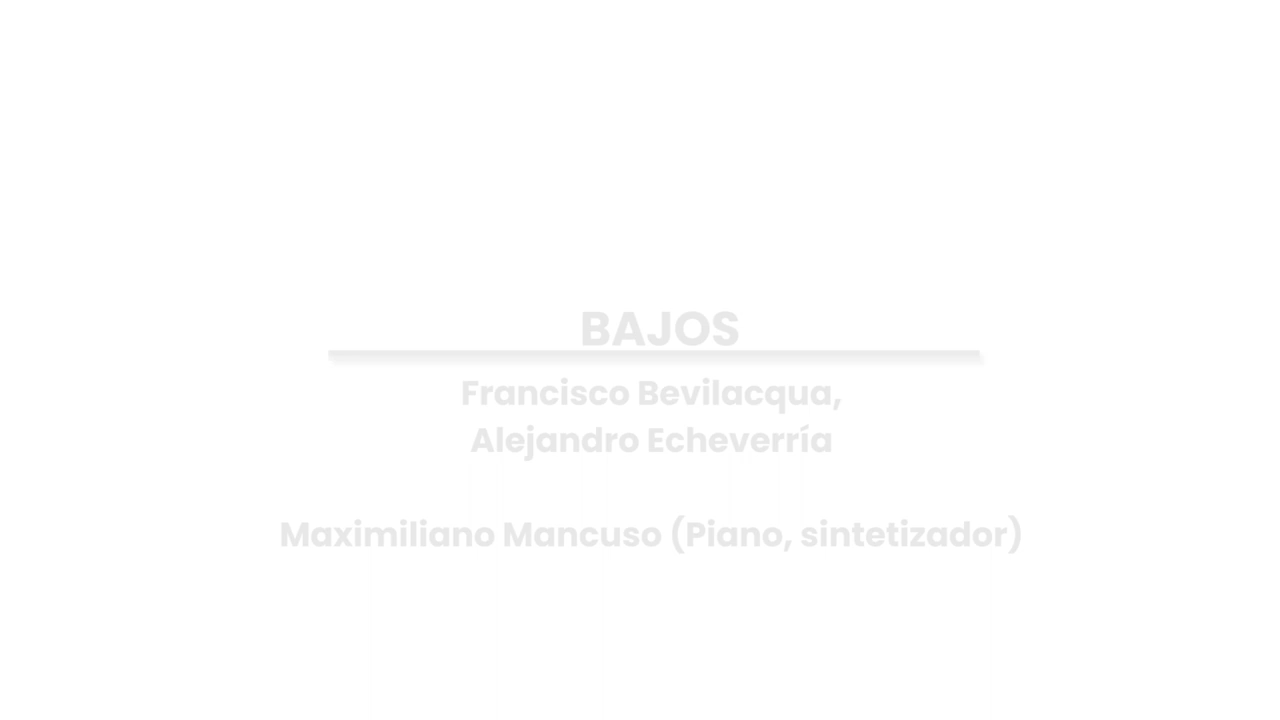 BAJOS
Francisco Bevilacqua,
Alejandro Echeverría
Maximiliano Mancuso (Piano, sintetizador)